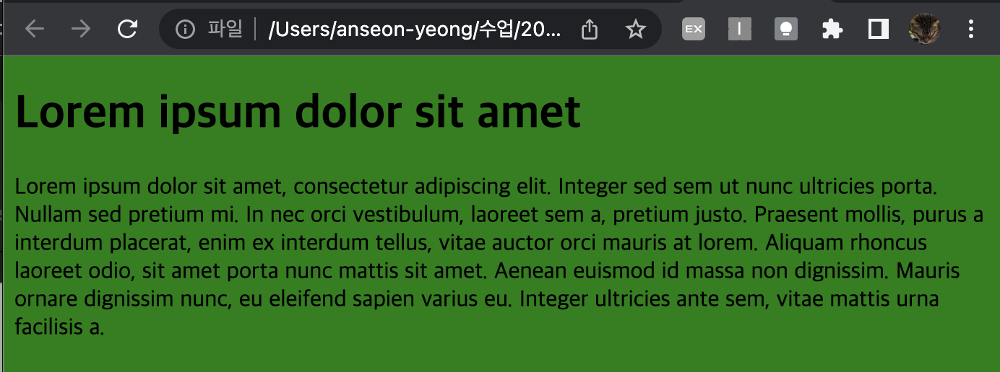 파일 /Users/anseon-yeong/수업/20...
EX
Lorem ipsum dolor sit amet
Lorem ipsum dolor sit amet, consectetur adipiscing elit. Integer sed sem ut nunc ultricies porta.
Nullam sed pretium mi. In nec orci vestibulum, laoreet sem a, pretium justo. Praesent mollis, purus a
interdum placerat, enim ex interdum tellus, vitae auctor orci mauris at lorem. Aliquam rhoncus
laoreet odio, sit amet porta nunc mattis sit amet. Aenean euismod id massa non dignissim. Mauris
ornare dignissim nunc, eu eleifend sapien varius eu. Integer ultricies ante sem, vitae mattis urna
facilisis a.